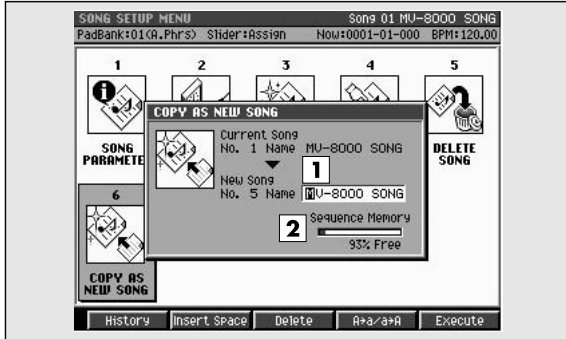 SONG SETUP MENU Song 01 MV-8000 SONG
PadBank:01(A.Phrs) Slider:Assign Now:0001-01-000 BPM:120.00
1 2 3 4 5
COPY AS NEW SONG
Current Song
No. 1 Name MV-8000 SONG
1
New Song
No. 5 Name MV-8000 SONG
2 Sequence Memory
93% Free
SONG
PARAMETE
DELETE
SONG
6
COPY AS
NEW SONG
History Insert Space Delete A→a/a→A Execute